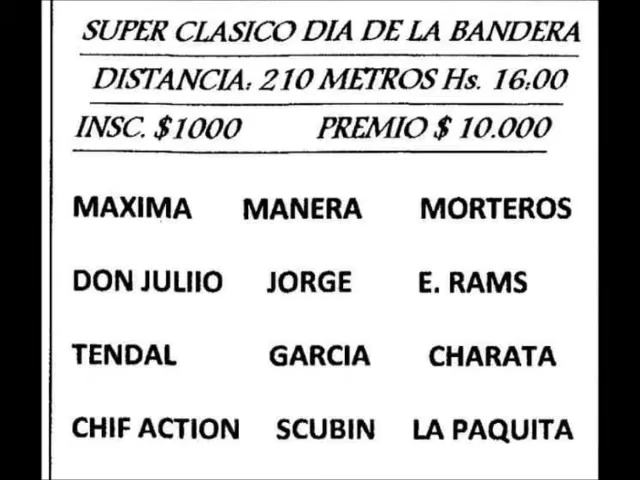 SUPER CLASICO DIA DE LA BANDERA
DISTANCIA: 210 METROS Hs. 16:00
INSC. $1000 PREMIO $ 10.000
MAXIMA MANERA MORTEROS
DON JULIIO JORGE E. RAMS
TENDAL GARCIA CHARATA
CHIF ACTION SCUBIN LA PAQUITA